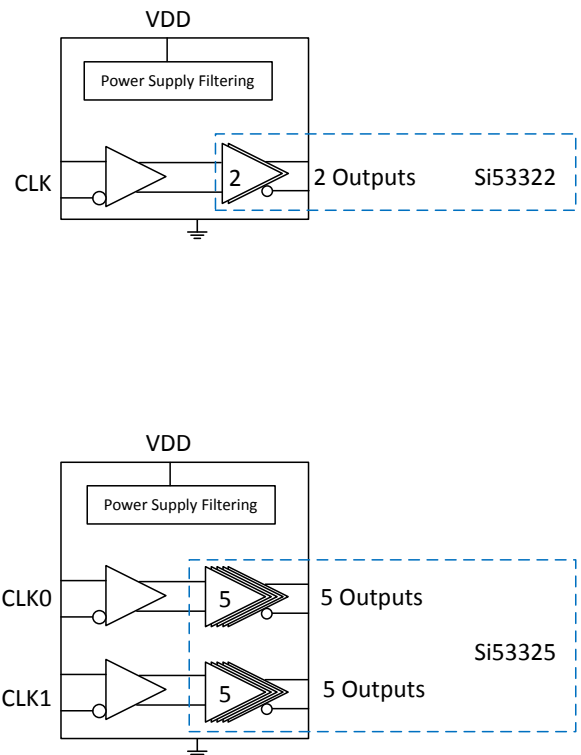 VDD
Power Supply Filtering
CLK
2
2 Outputs
Si53322
VDD
Power Supply Filtering
CLK0
5
5 Outputs
Si53325
CLK1
5
5 Outputs